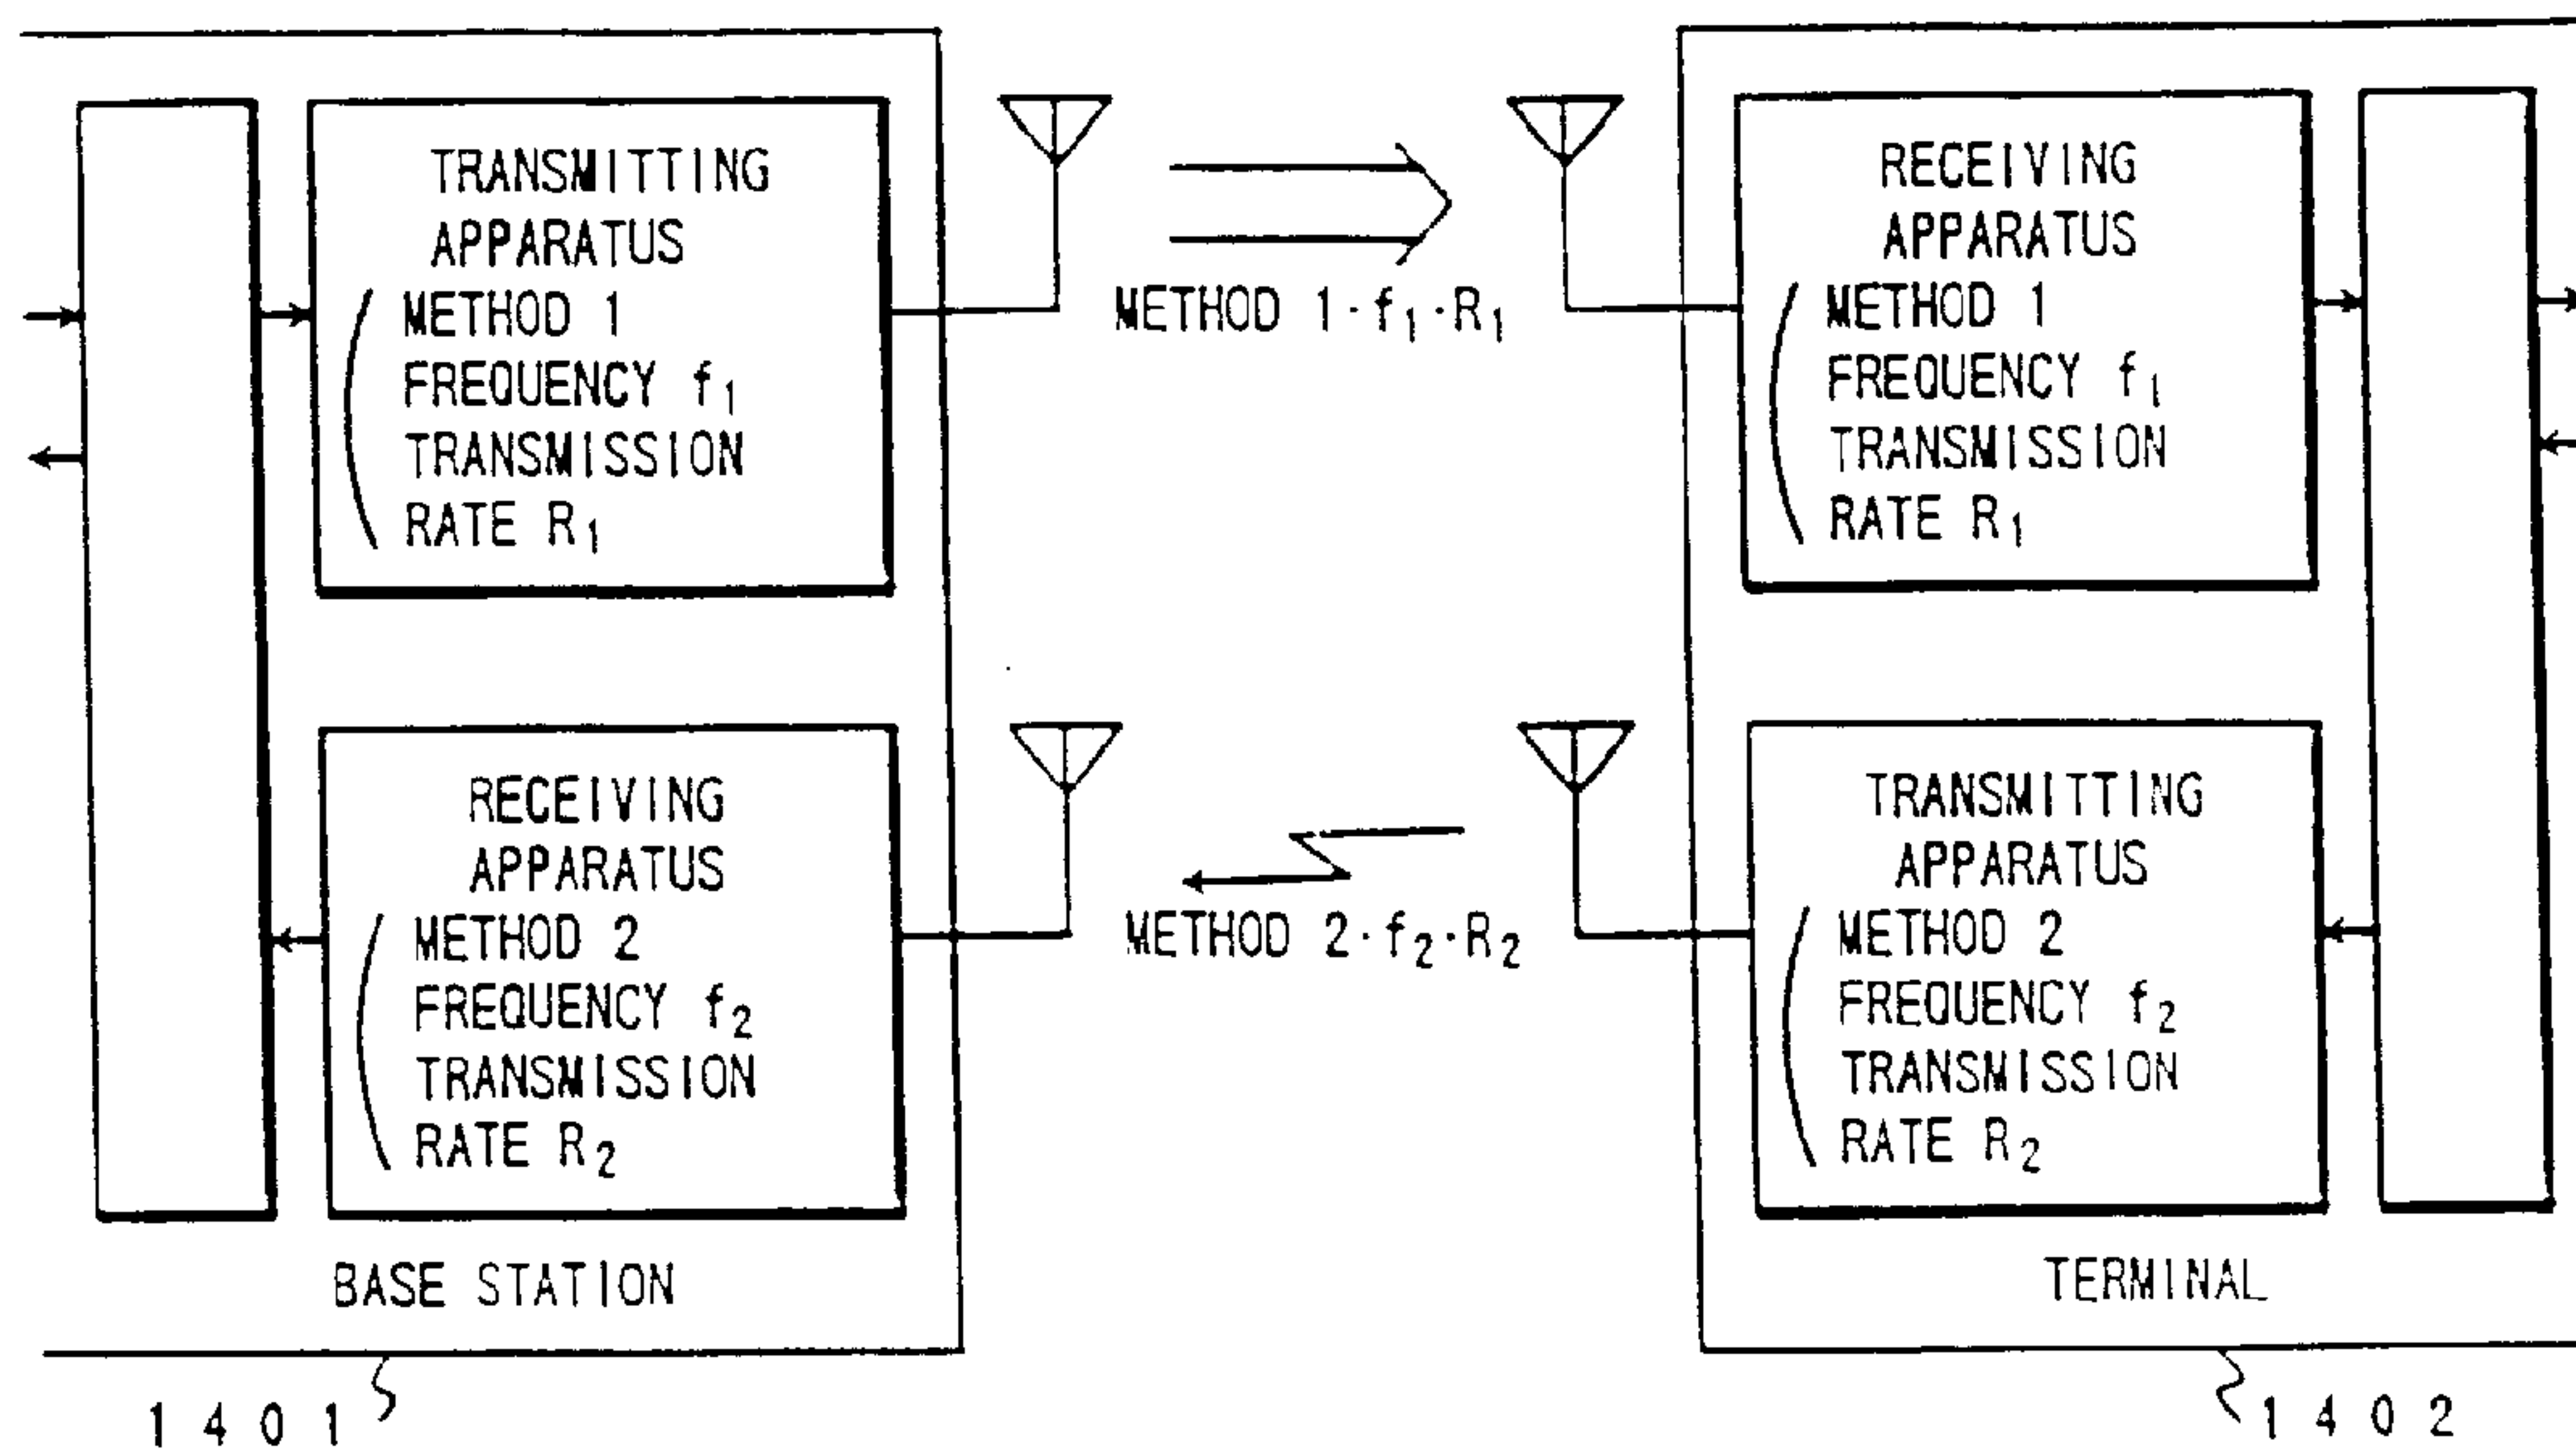 TRANSMITTING
APPARATUS
METHOD 1
FREQUENCY f₁
TRANSMISSION
RATE R₁
METHOD 1·f₁·R₁
RECEIVING
APPARATUS
METHOD 1
FREQUENCY f₁
TRANSMISSION
RATE R₁
RECEIVING
APPARATUS
METHOD 2
FREQUENCY f₂
TRANSMISSION
RATE R₂
METHOD 2·f₂·R₂
TRANSMITTING
APPARATUS
METHOD 2
FREQUENCY f₂
TRANSMISSION
RATE R₂
BASE STATION
TERMINAL
1401
1402